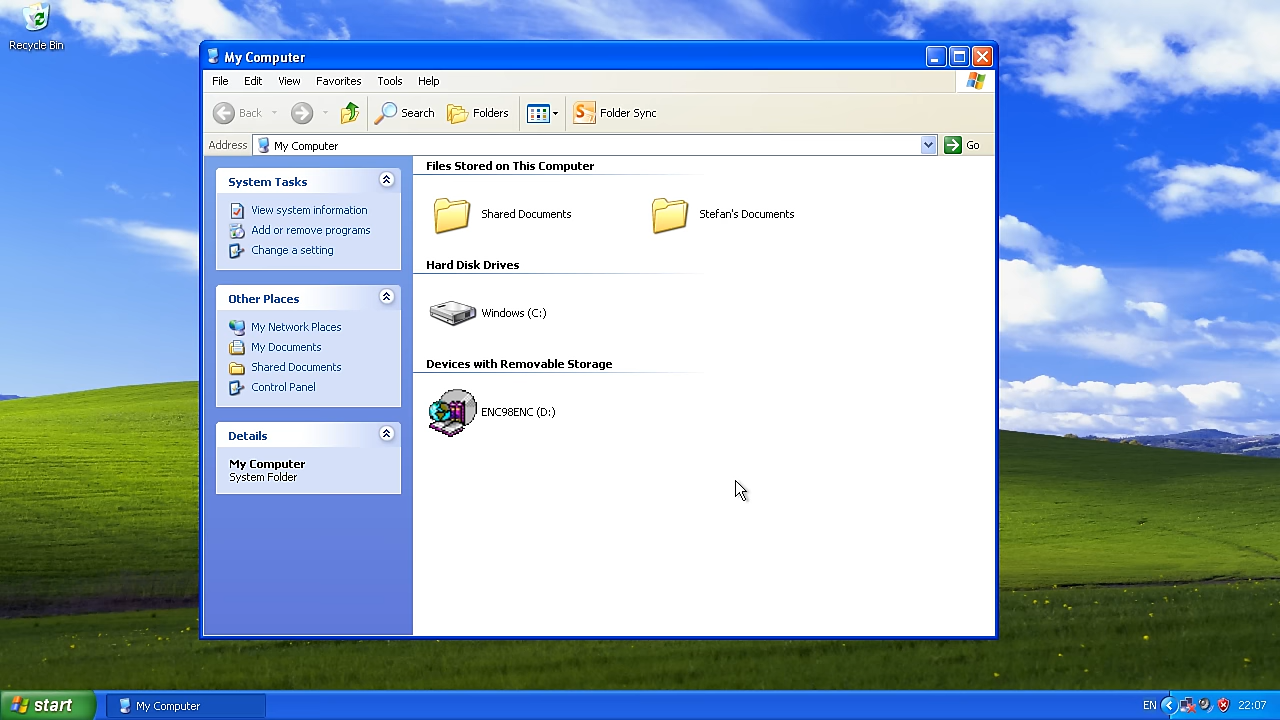 Recycle Bin
My Computer
File Edit View Favorites Tools Help
Back Search Folders Folder Sync
Address My Computer Go
System Tasks
View system information
Add or remove programs
Change a setting
Other Places
My Network Places
My Documents
Shared Documents
Control Panel
Details
My Computer
System Folder
Files Stored on This Computer
Shared Documents Stefan's Documents
Hard Disk Drives
Windows (C:)
Devices with Removable Storage
ENC98ENC (D:)
start My Computer EN 22:07